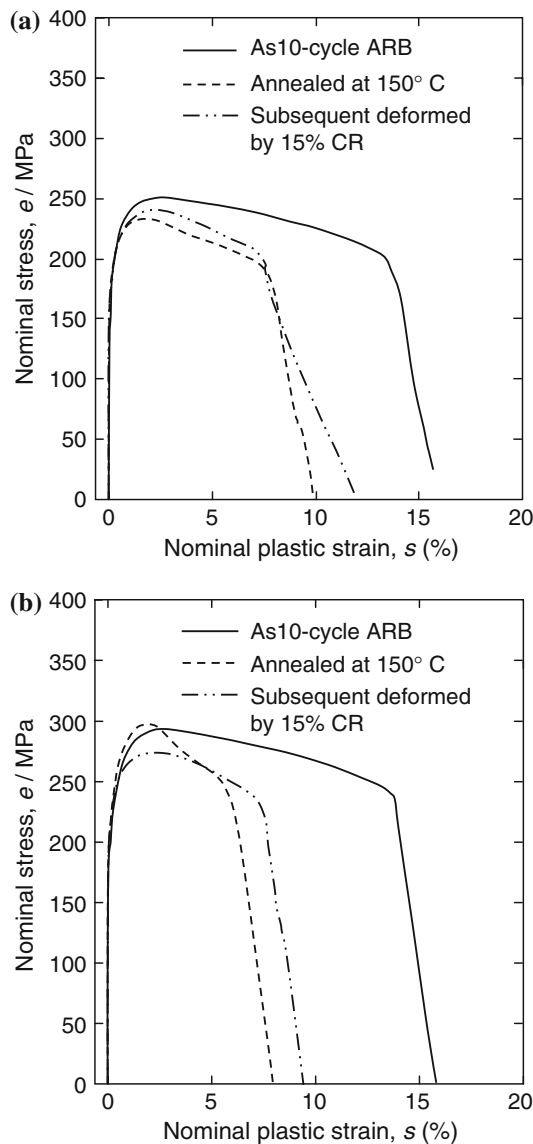 (a)
400
350
300
250
200
150
100
50
0
Nominal stress, e / MPa
As10-cycle ARB
Annealed at 150° C
Subsequent deformed
by 15% CR
0 5 10 15 20
Nominal plastic strain, s (%)
(b)
400
350
300
250
200
150
100
50
0
Nominal stress, e / MPa
As10-cycle ARB
Annealed at 150° C
Subsequent deformed
by 15% CR
0 5 10 15 20
Nominal plastic strain, s (%)